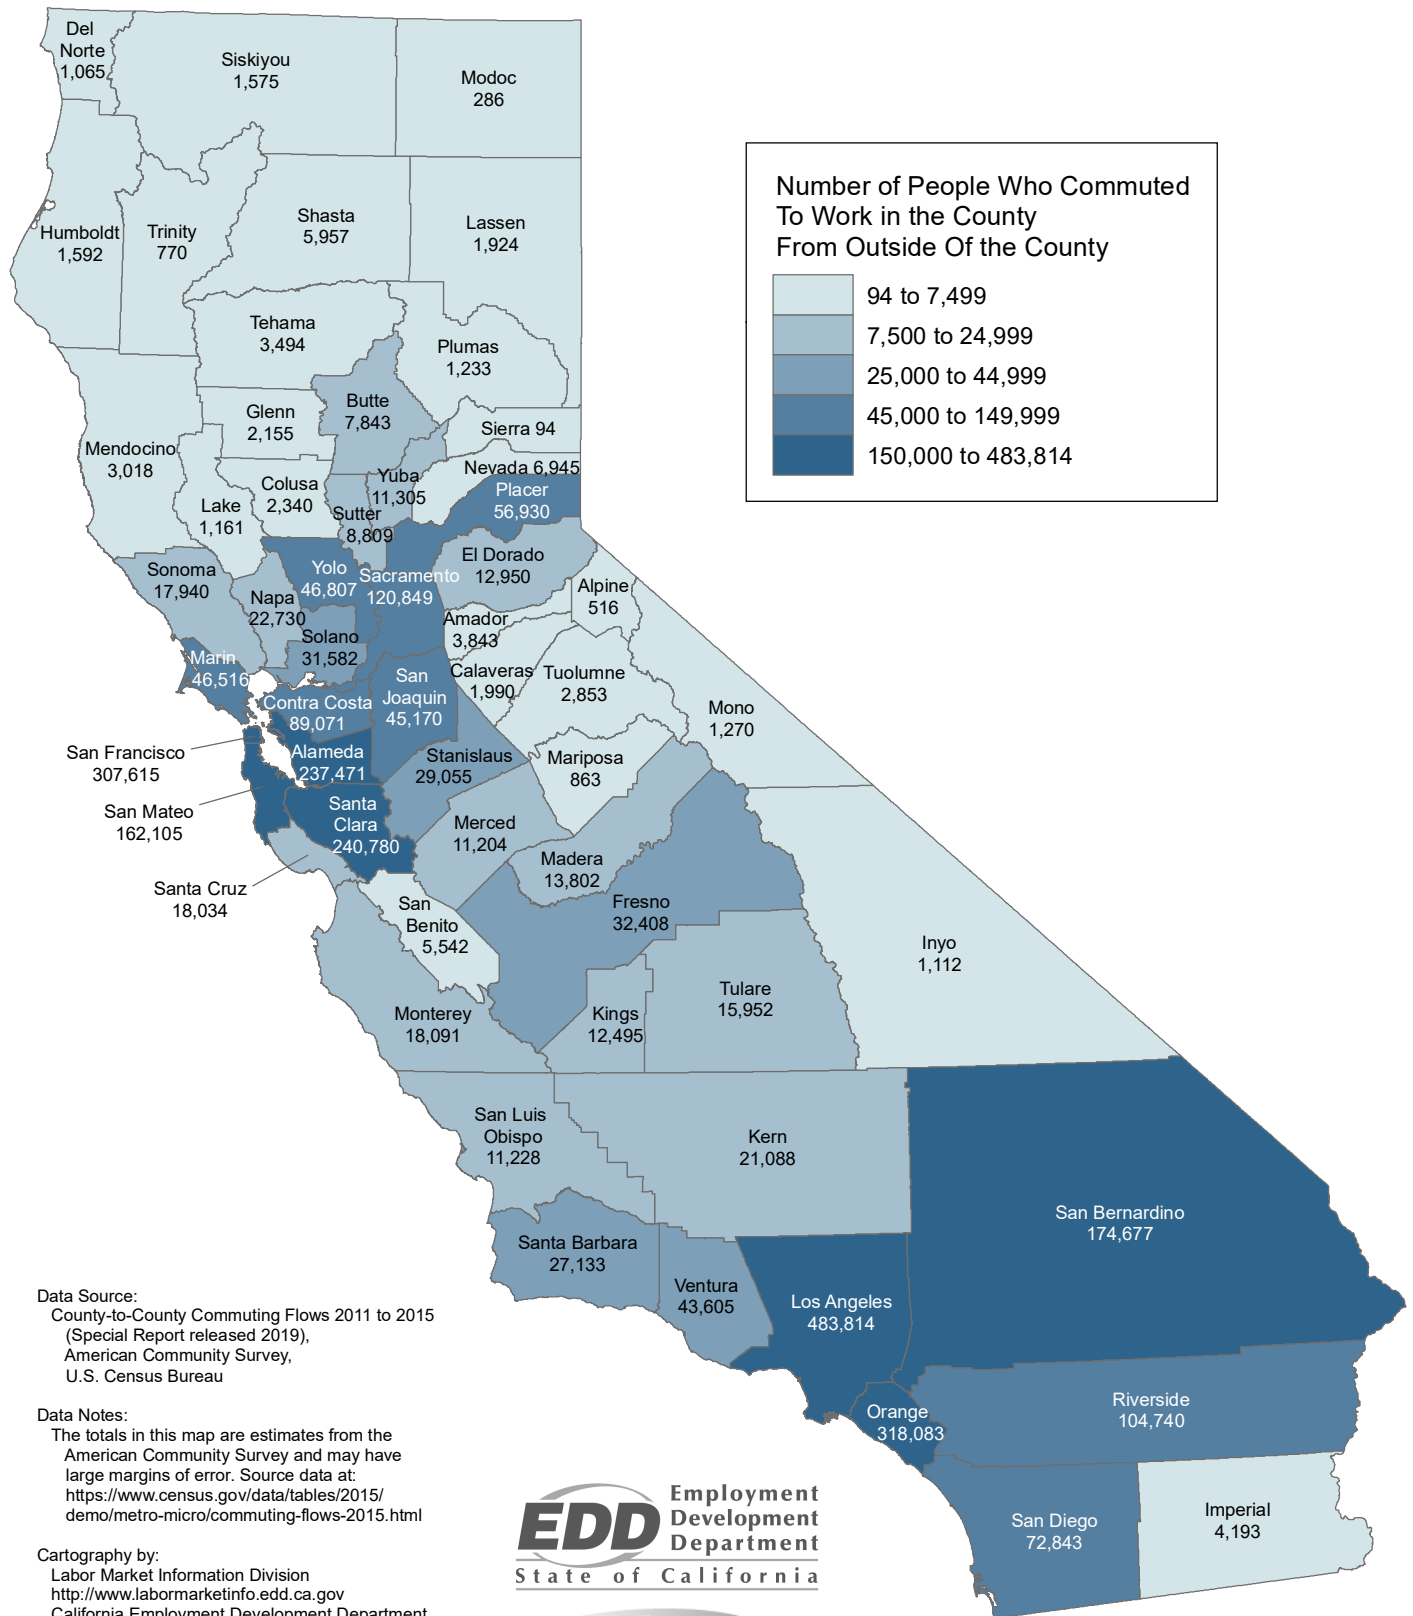 Del
Norte
1,065
Siskiyou
1,575
Modoc
286
Humboldt
1,592
Trinity
770
Shasta
5,957
Lassen
1,924
Tehama
3,494
Plumas
1,233
Butte
7,843
Glenn
2,155
Sierra 94
Mendocino
3,018
Nevada 6,945
Yuba
11,305
Placer
56,930
Colusa
2,340
Lake
1,161
Sutter
8,809
El Dorado
12,950
Sonoma
17,940
Yolo
46,807
Sacramento
120,849
Napa
22,730
Alpine
516
Amador
3,843
Solano
31,582
Marin
46,516
Calaveras
1,990
Tuolumne
2,853
San
Joaquin
45,170
Contra Costa
89,071
Mono
1,270
San Francisco
307,615
Alameda
237,471
Stanislaus
29,055
Mariposa
863
San Mateo
162,105
Santa
Clara
240,780
Merced
11,204
Madera
13,802
Santa Cruz
18,034
San
Benito
5,542
Fresno
32,408
Inyo
1,112
Tulare
15,952
Monterey
18,091
Kings
12,495
San Luis
Obispo
11,228
Kern
21,088
San Bernardino
174,677
Santa Barbara
27,133
Ventura
43,605
Los Angeles
483,814
Orange
318,083
Riverside
104,740
San Diego
72,843
Imperial
4,193
Number of People Who Commuted
To Work in the County
From Outside Of the County
94 to 7,499
7,500 to 24,999
25,000 to 44,999
45,000 to 149,999
150,000 to 483,814
Data Source:
County-to-County Commuting Flows 2011 to 2015
(Special Report released 2019),
American Community Survey,
U.S. Census Bureau
Data Notes:
The totals in this map are estimates from the
American Community Survey and may have
large margins of error. Source data at:
https://www.census.gov/data/tables/2015/
demo/metro-micro/commuting-flows-2015.html
Cartography by:
Labor Market Information Division
http://www.labormarketinfo.edd.ca.gov
California Employment Development Department
EDD
Employment
Development
Department
State of California